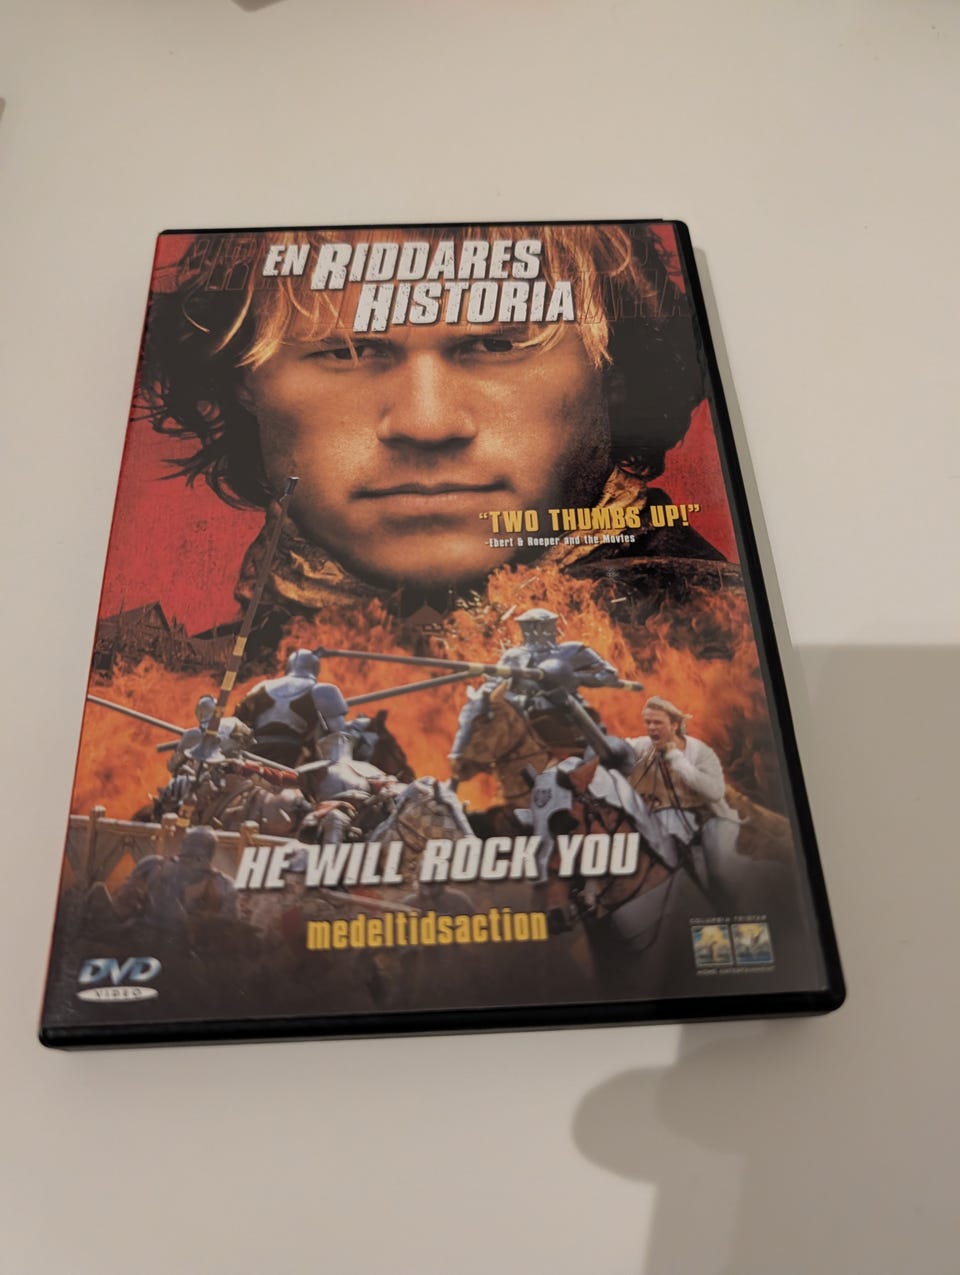 EN RIDDARES
HISTORIA
"TWO THUMBS UP!"
-Ebert & Roeper and the Movies
HE WILL ROCK YOU
medeltidsaction
DVD
VIDEO
COLUMBIA TRISTAR
HOME ENTERTAINMENT